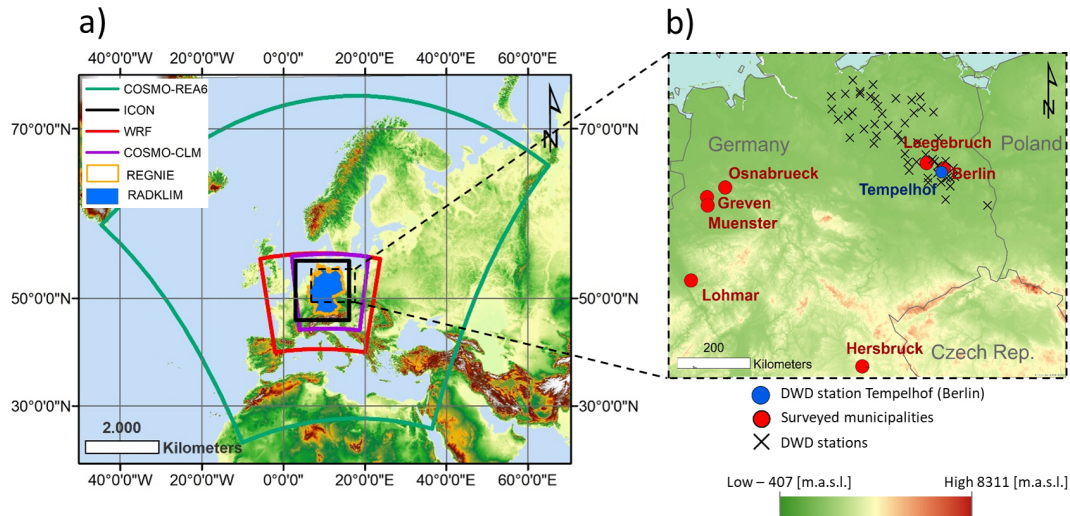 a)
40°0'0"W 20°0'0"W 0°0'0" 20°0'0"E 40°0'0"E 60°0'0"E
COSMO-REA6
ICON
WRF
COSMO-CLM
REGNIE
RADKLIM
N
70°0'0"N
70°0'0"N
50°0'0"N
50°0'0"N
30°0'0"N
30°0'0"N
2.000
Kilometers
40°0'0"W 20°0'0"W 0°0'0" 20°0'0"E 40°0'0"E 60°0'0"E
b)
N
Germany
Poland
Leegebruch
Berlin
Tempelhof
Osnabrueck
Greven
Muenster
Lohmar
Hersbruck
Czech Rep.
200
Kilometers
DWD station Tempelhof (Berlin)
Surveyed municipalities
DWD stations
Low – 407 [m.a.s.l.] High 8311 [m.a.s.l.]